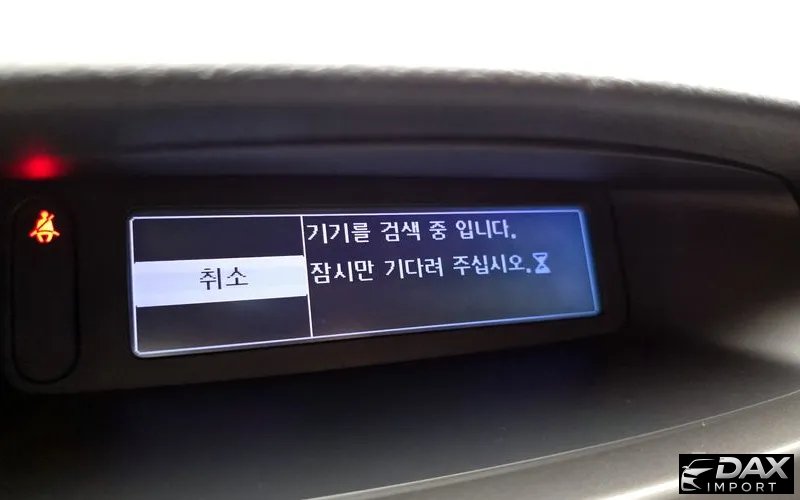 기기를 검색 중 입니다.
취소
잠시만 기다려 주십시오.
DAX
IMPORT